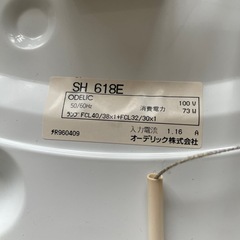 SH 618E
ODELIC 100 V
50/60Hz 消費電力 73 W
ランプ FCL40/38x1+FCL32/30x1
入力電流 1.16 A
#R960409 オーデリック株式会社